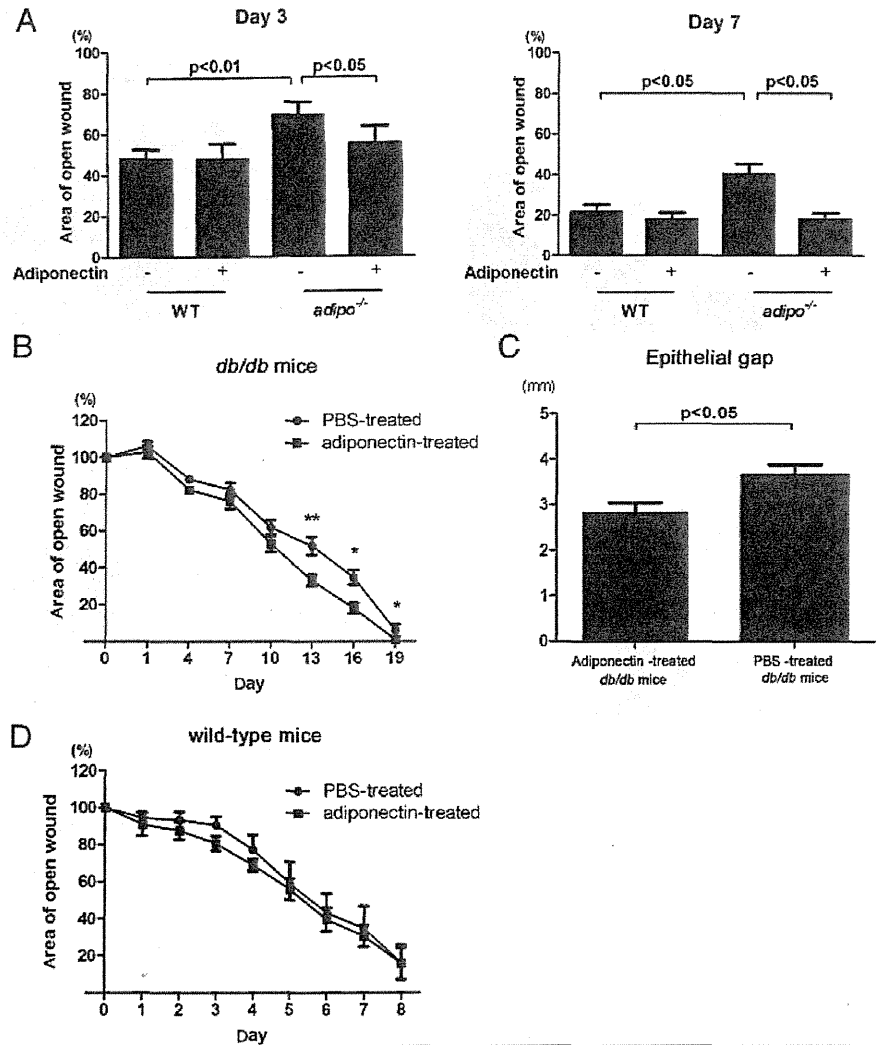 A
Day 3
(%)
100
80
60
40
20
0
Area of open wound
p<0.01
p<0.05
Adiponectin - + - +
WT adipo-/-
Day 7
(%)
100
80
60
40
20
0
Area of open wound
p<0.05
p<0.05
Adiponectin - + - +
WT adipo-/-
B
db/db mice
(%)
120
100
80
60
40
20
Area of open wound
PBS-treated
adiponectin-treated
** * *
0 1 4 7 10 13 16 19
Day
C
Epithelial gap
(mm)
5
4
3
2
1
0
p<0.05
Adiponectin -treated
db/db mice
PBS -treated
db/db mice
D
wild-type mice
(%)
120
100
80
60
40
20
Area of open wound
PBS-treated
adiponectin-treated
0 1 2 3 4 5 6 7 8
Day